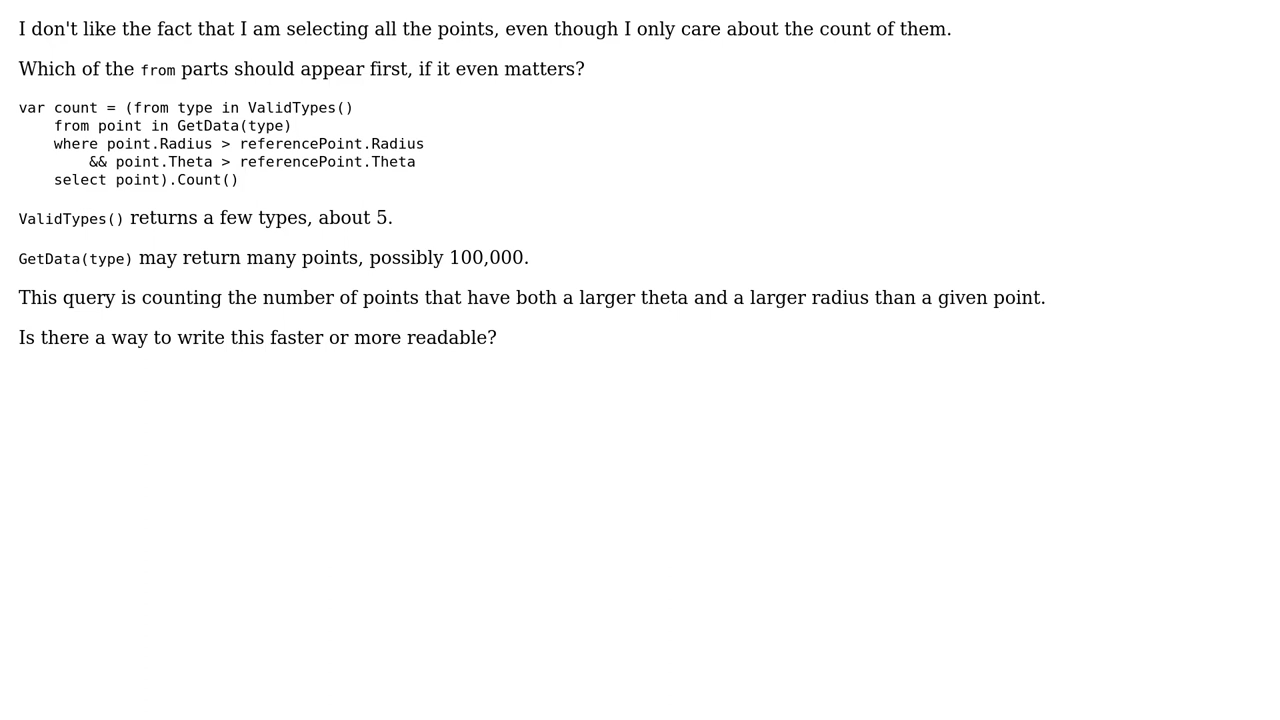 I don't like the fact that I am selecting all the points, even though I only care about the count of them.
Which of the from parts should appear first, if it even matters?
var count = (from type in ValidTypes()
    from point in GetData(type)
    where point.Radius > referencePoint.Radius
        && point.Theta > referencePoint.Theta
    select point).Count()
ValidTypes() returns a few types, about 5.
GetData(type) may return many points, possibly 100,000.
This query is counting the number of points that have both a larger theta and a larger radius than a given point.
Is there a way to write this faster or more readable?